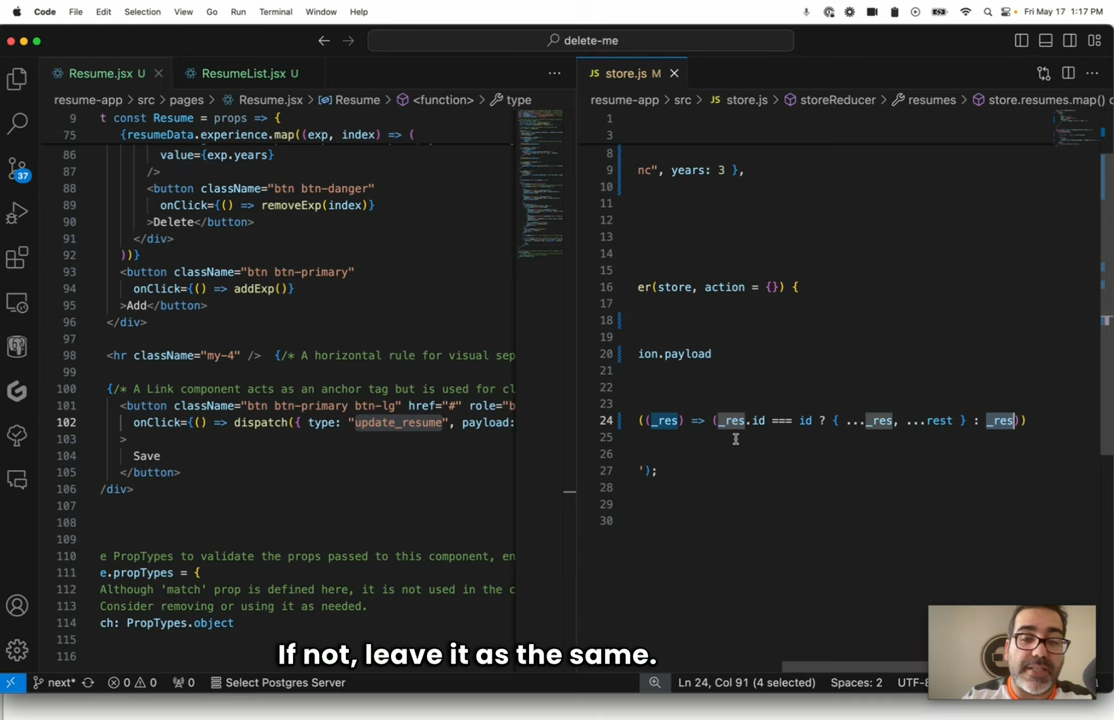 Code File Edit Selection View Go Run Terminal Window Help
Fri May 17 1:17 PM
delete-me
Resume.jsx U
ResumeList.jsx U
resume-app > src > pages > Resume.jsx > Resume > <function> > type
9 t const Resume = props => {
75 {resumeData.experience.map((exp, index) => (
86 value={exp.years}
87 />
88 <button className="btn btn-danger"
89 onClick={() => removeExp(index)}
90 >Delete</button>
91 </div>
92 ))}
93 <button className="btn btn-primary"
94 onClick={() => addExp()}
95 >Add</button>
96 </div>
97
98 <hr className="my-4" /> {/* A horizontal rule for visual sep
99
100 {/* A Link component acts as an anchor tag but is used for cl
101 <button className="btn btn-primary btn-lg" href="#" role="b
102 onClick={() => dispatch({ type: "update_resume", payload:
103 >
104 Save
105 </button>
106 /div>
107
108
109
110 e PropTypes to validate the props passed to this component, en
111 e.propTypes = {
112 Although 'match' prop is defined here, it is not used in the c
113 Consider removing or using it as needed.
114 ch: PropTypes.object
115
116
store.js M
resume-app > src > store.js > storeReducer > resumes > store.resumes.map()
1
3
8
9 nc", years: 3 },
10
11
12
13
14
15
16 er(store, action = {}) {
17
18
19
20 ion.payload
21
22
23
24 ((_res) => (_res.id === id ? { ..._res, ...rest } : _res))
25
26
27 ');
28
29
30
37
If not, leave it as the same.
next* 0 0 0 Select Postgres Server
Ln 24, Col 91 (4 selected) Spaces: 2 UTF-8